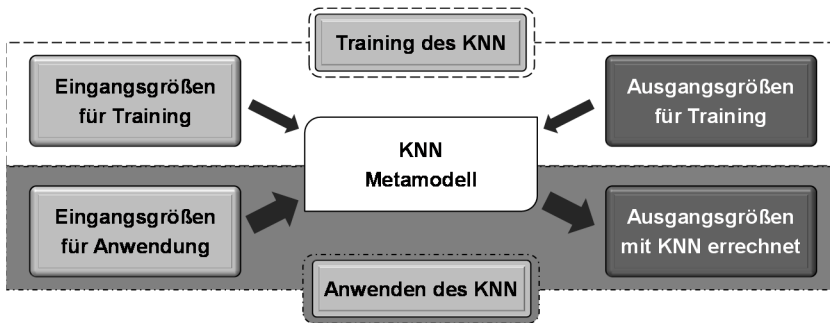 Training des KNN
Eingangsgrößen
für Training
Ausgangsgrößen
für Training
KNN
Metamodell
Eingangsgrößen
für Anwendung
Ausgangsgrößen
mit KNN errechnet
Anwenden des KNN